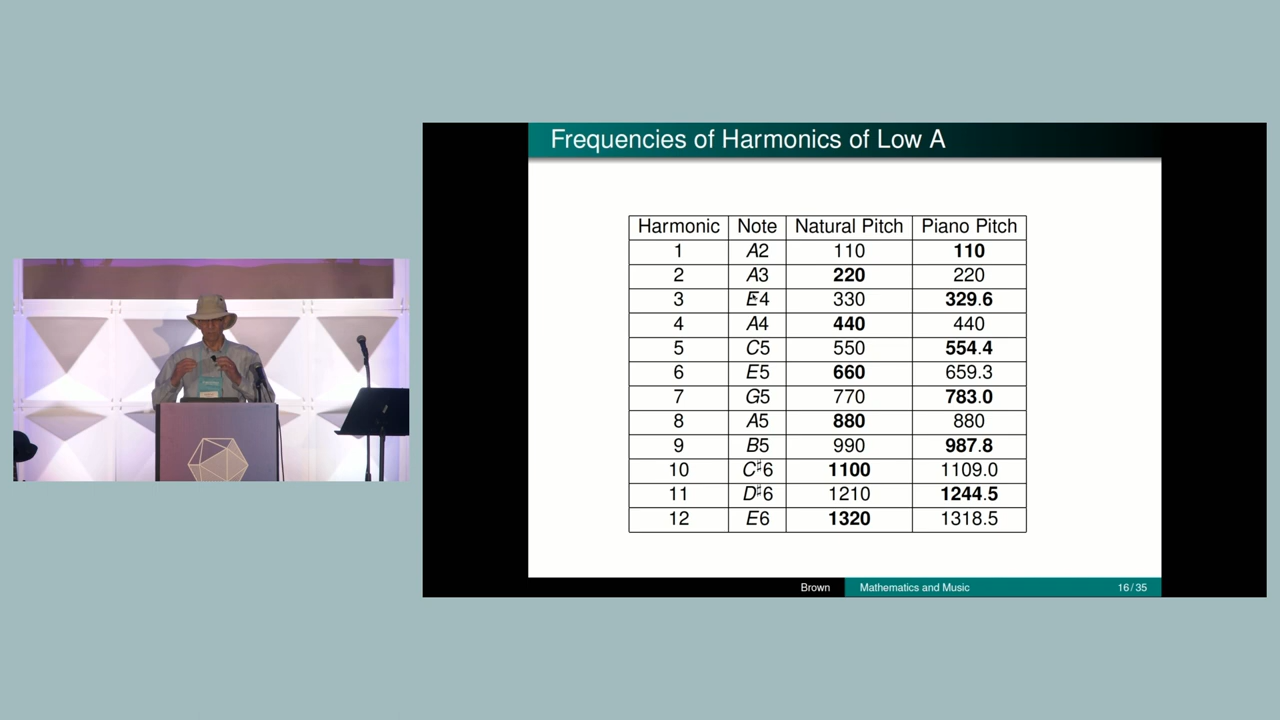 Frequencies of Harmonics of Low A
Harmonic Note Natural Pitch Piano Pitch
1 A2 110 110
2 A3 220 220
3 E4 330 329.6
4 A4 440 440
5 C5 550 554.4
6 E5 660 659.3
7 G5 770 783.0
8 A5 880 880
9 B5 990 987.8
10 C♯6 1100 1109.0
11 D♯6 1210 1244.5
12 E6 1320 1318.5
Brown Mathematics and Music 16/35